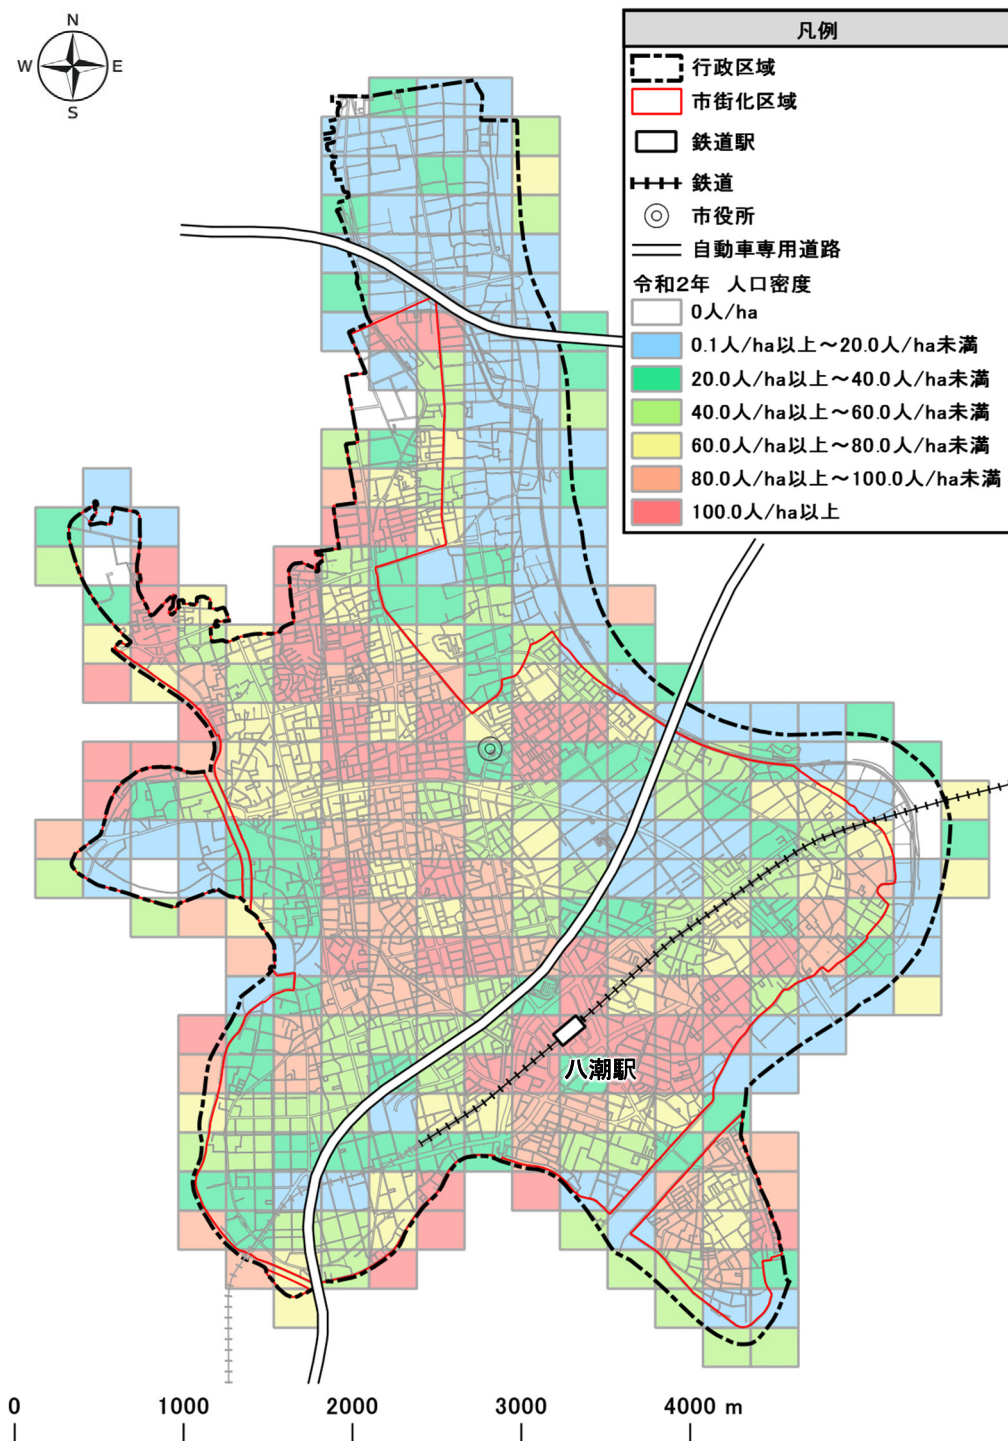 N
W E
S
凡例
行政区域
市街化区域
鉄道駅
鉄道
市役所
自動車専用道路
令和2年 人口密度
0人/ha
0.1人/ha以上～20.0人/ha未満
20.0人/ha以上～40.0人/ha未満
40.0人/ha以上～60.0人/ha未満
60.0人/ha以上～80.0人/ha未満
80.0人/ha以上～100.0人/ha未満
100.0人/ha以上
八潮駅
0 1000 2000 3000 4000 m